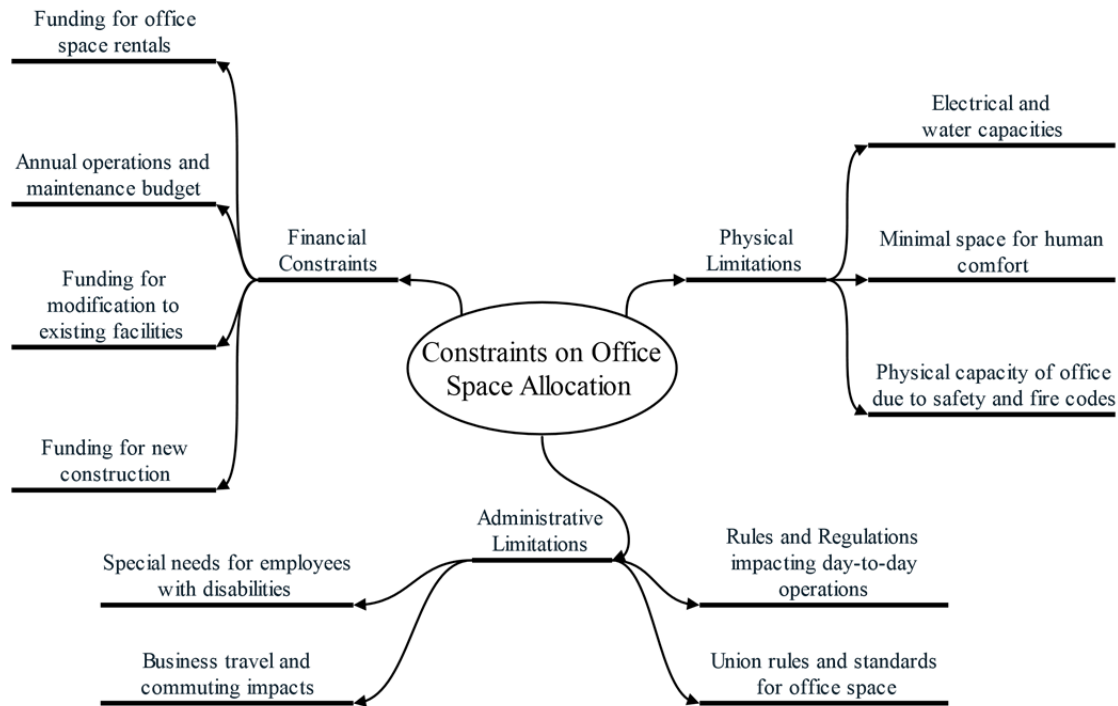 Funding for office
space rentals
Annual operations and
maintenance budget
Financial
Constraints
Funding for
modification to
existing facilities
Funding for new
construction
Constraints on Office
Space Allocation
Physical
Limitations
Electrical and
water capacities
Minimal space for human
comfort
Physical capacity of office
due to safety and fire codes
Administrative
Limitations
Special needs for employees
with disabilities
Business travel and
commuting impacts
Rules and Regulations
impacting day-to-day
operations
Union rules and standards
for office space